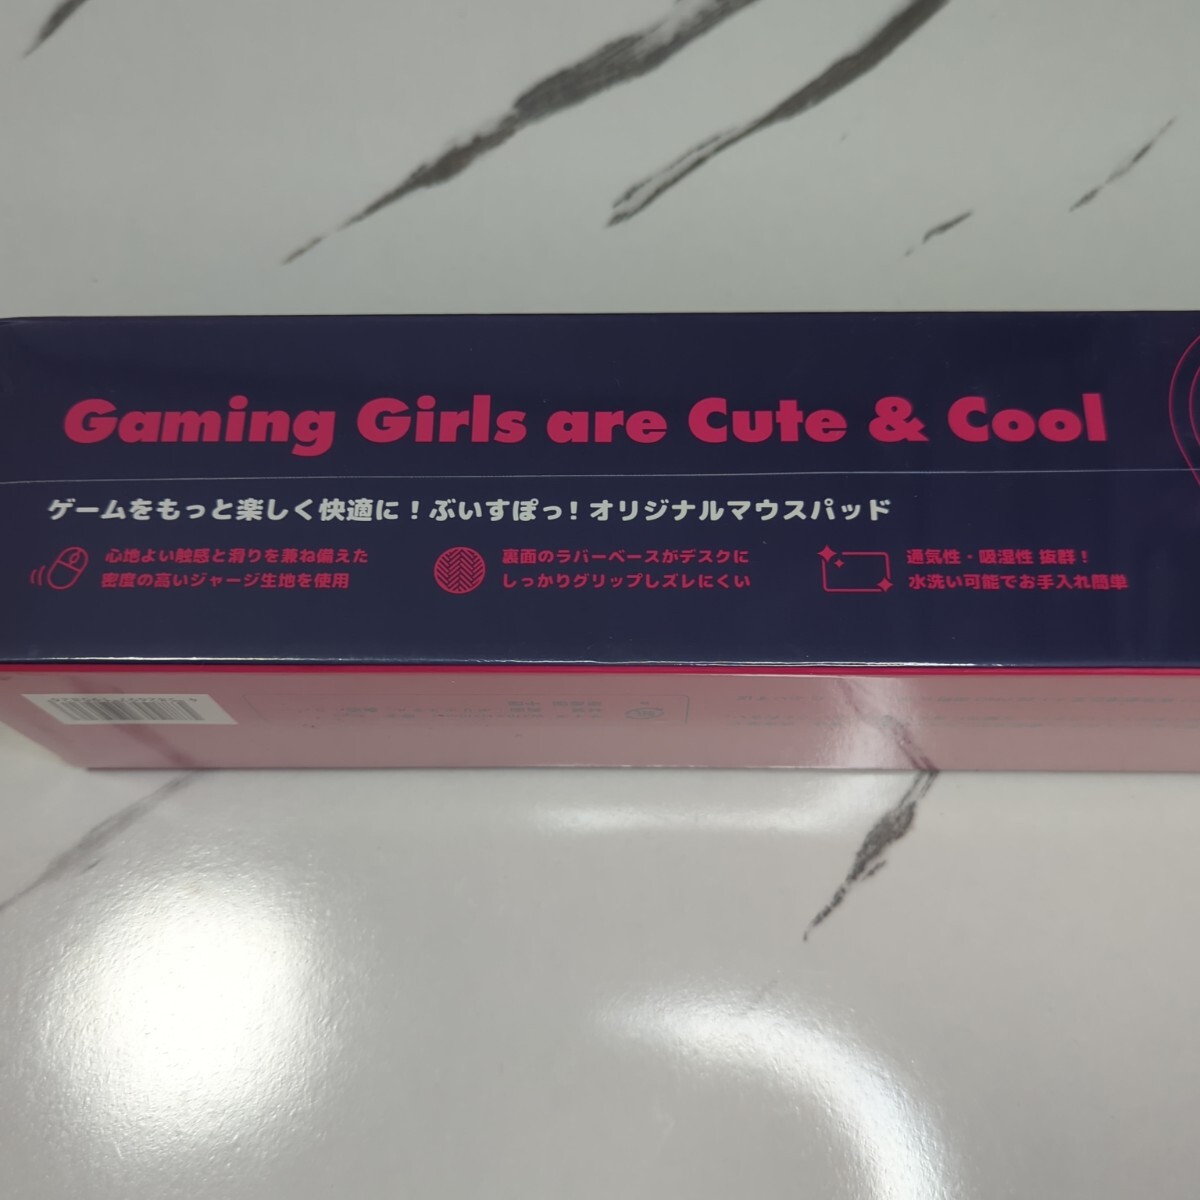 Gaming Girls are Cute & Cool
ゲームをもっと楽しく快適に！ぶいすぽっ！オリジナルマウスパッド
心地よい触感と滑りを兼ね備えた
密度の高いジャージ生地を使用
裏面のラバーベースがデスクに
しっかりグリップしズレにくい
通気性・吸湿性 抜群！
水洗い可能でお手入れ簡単